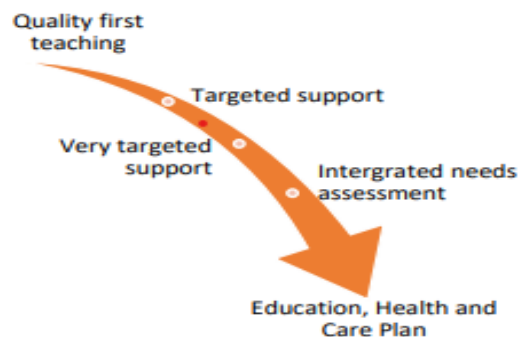 Quality first
teaching
Targeted support
Very targeted
support
Intergrated needs
assessment
Education, Health and
Care Plan